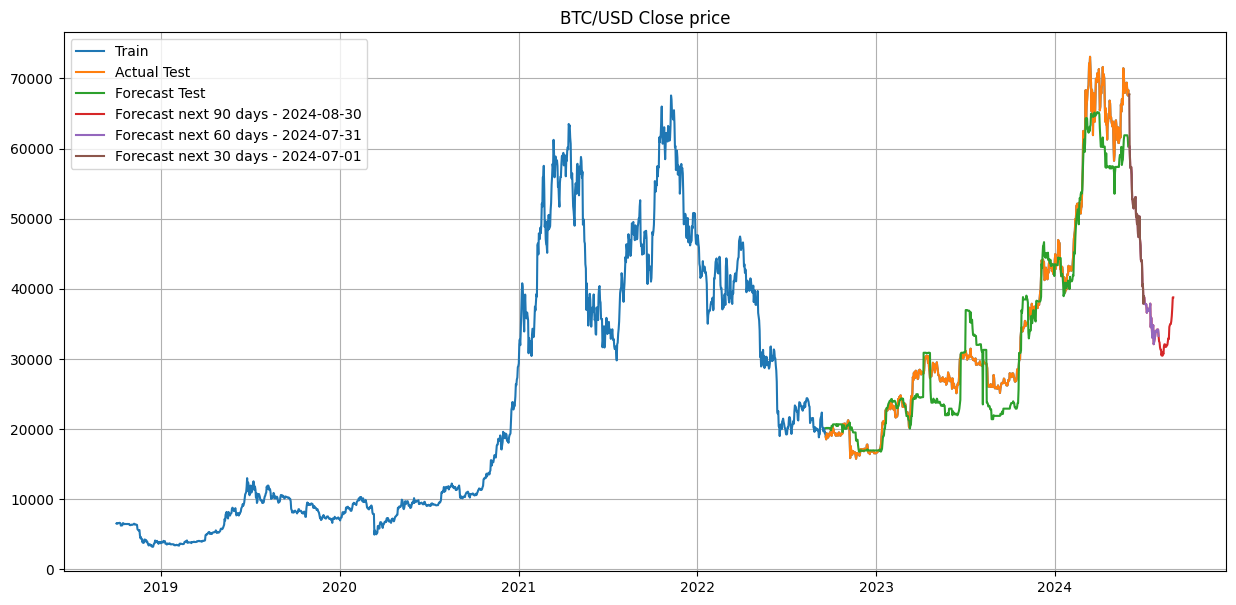 BTC/USD Close price
Train
Actual Test
Forecast Test
Forecast next 90 days - 2024-08-30
Forecast next 60 days - 2024-07-31
Forecast next 30 days - 2024-07-01
70000
60000
50000
40000
30000
20000
10000
0
2019 2020 2021 2022 2023 2024